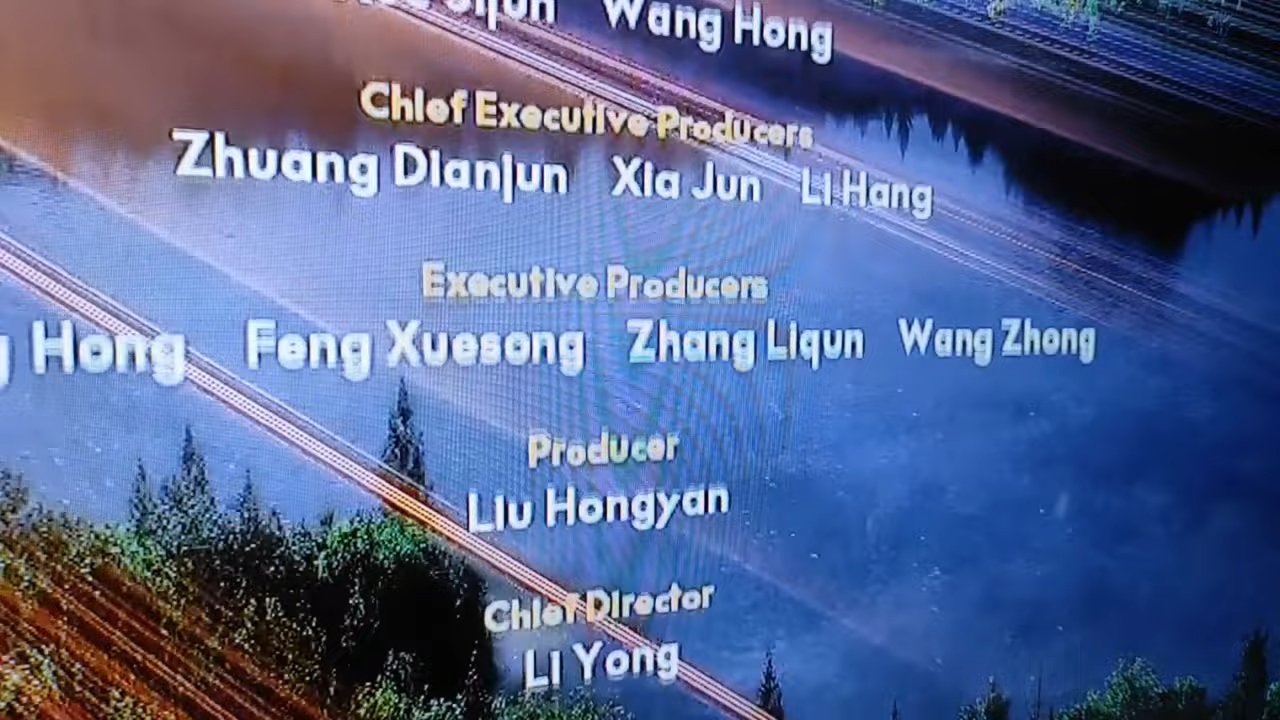 Wang Hong
Chief Executive Producers
Zhuang Dianjun Xia Jun Li Hang
Executive Producers
Hong Feng Xuesong Zhang Liqun Wang Zhong
Producer
Liu Hongyan
Chief Director
Li Yong